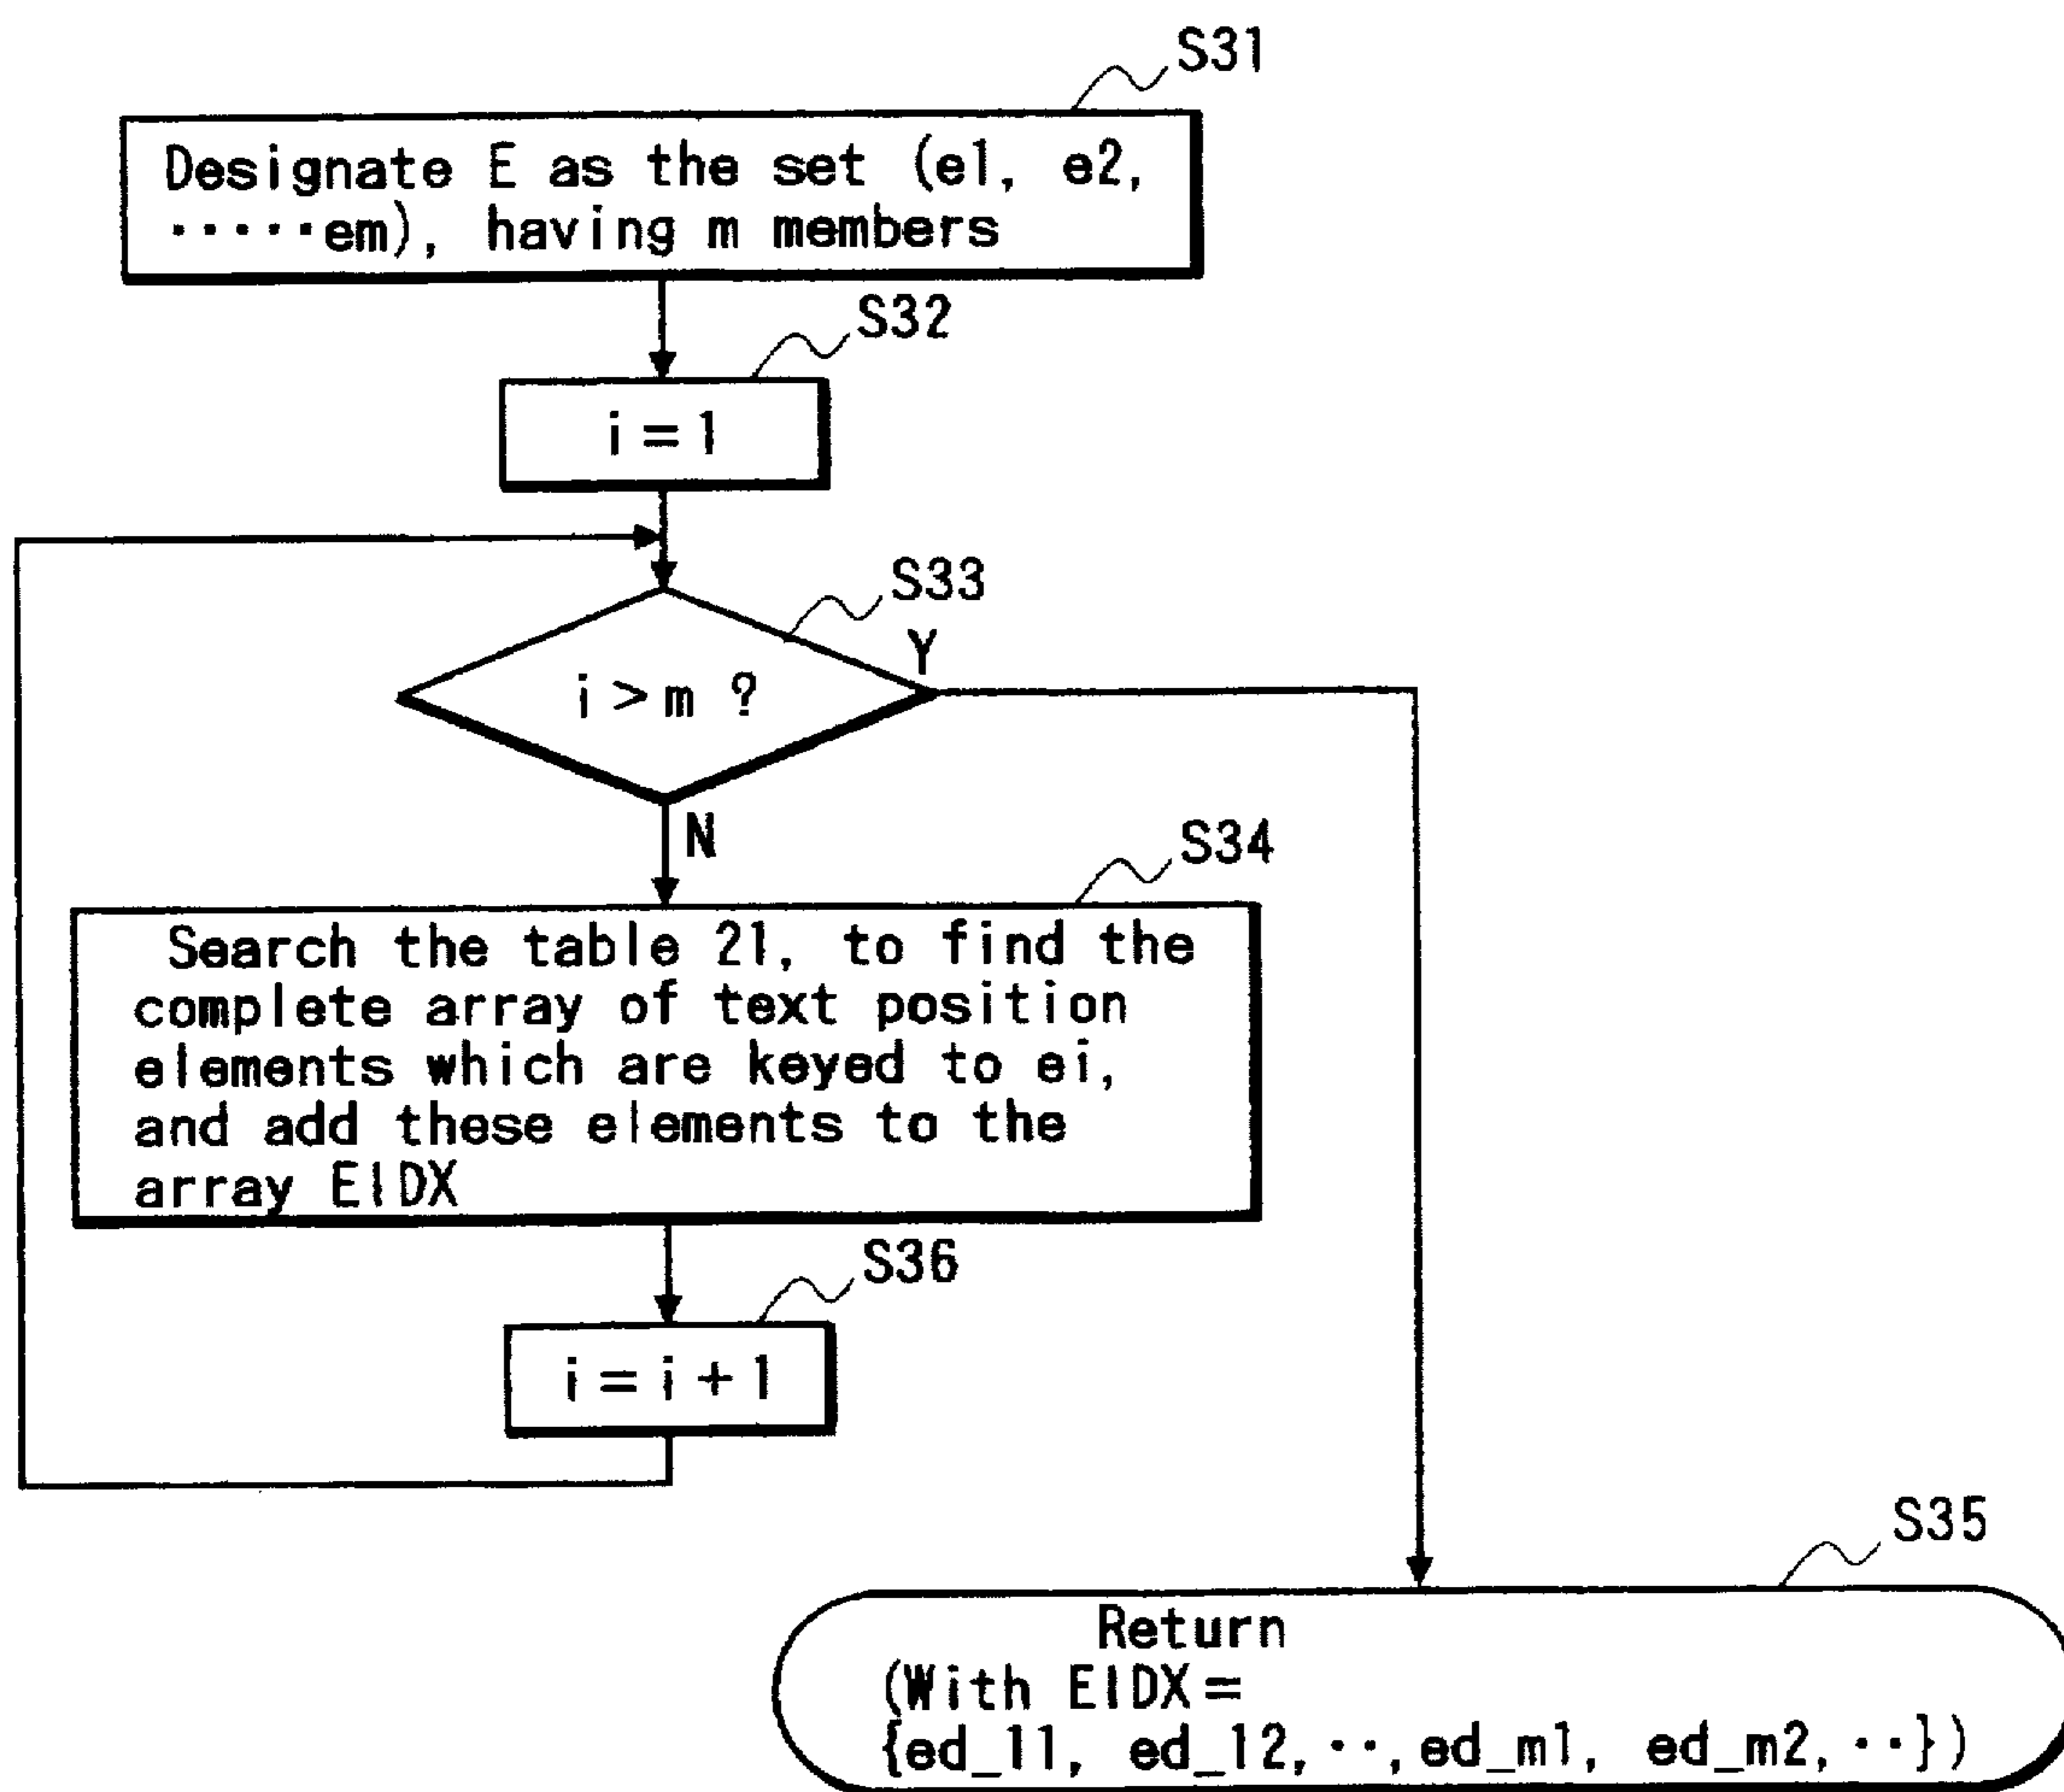 S31
Designate E as the set (e1, e2,
·····em), having m members
S32
i=1
S33
Y
i>m ?
N
S34
Search the table 21, to find the
complete array of text position
elements which are keyed to ei,
and add these elements to the
array EIDX
S36
i=i+1
S35
Return
(With EIDX=
{ed_11, ed_12,··,ed_m1, ed_m2,··})